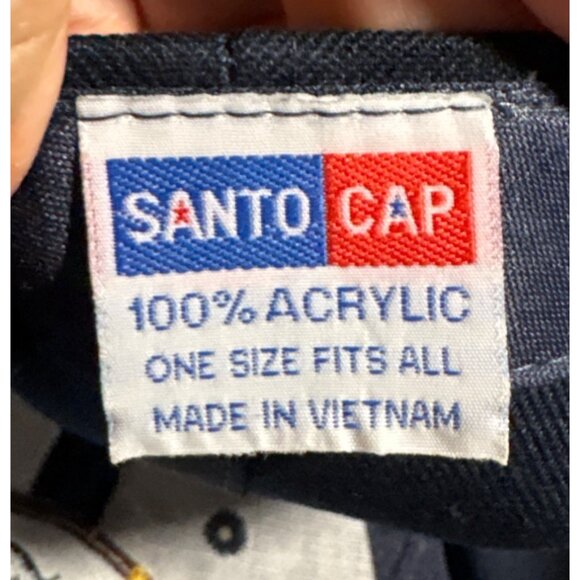 SANTO CAP
100% ACRYLIC
ONE SIZE FITS ALL
MADE IN VIETNAM